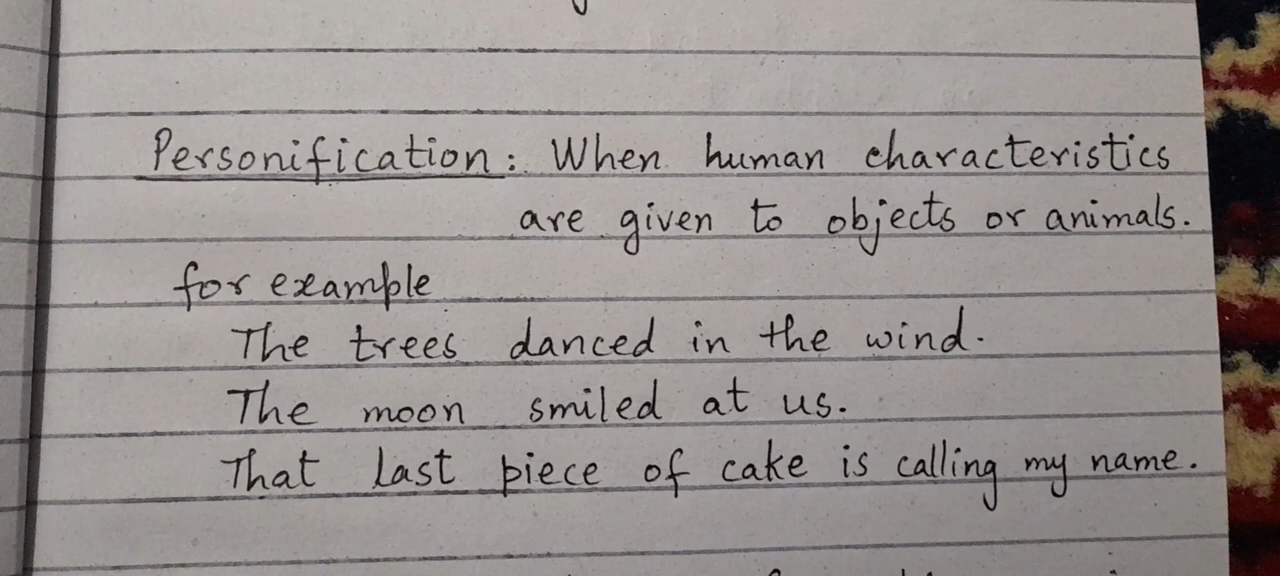 Personification: When human characteristics
are given to objects or animals.
for example
The trees danced in the wind.
The moon smiled at us.
That last piece of cake is calling my name.